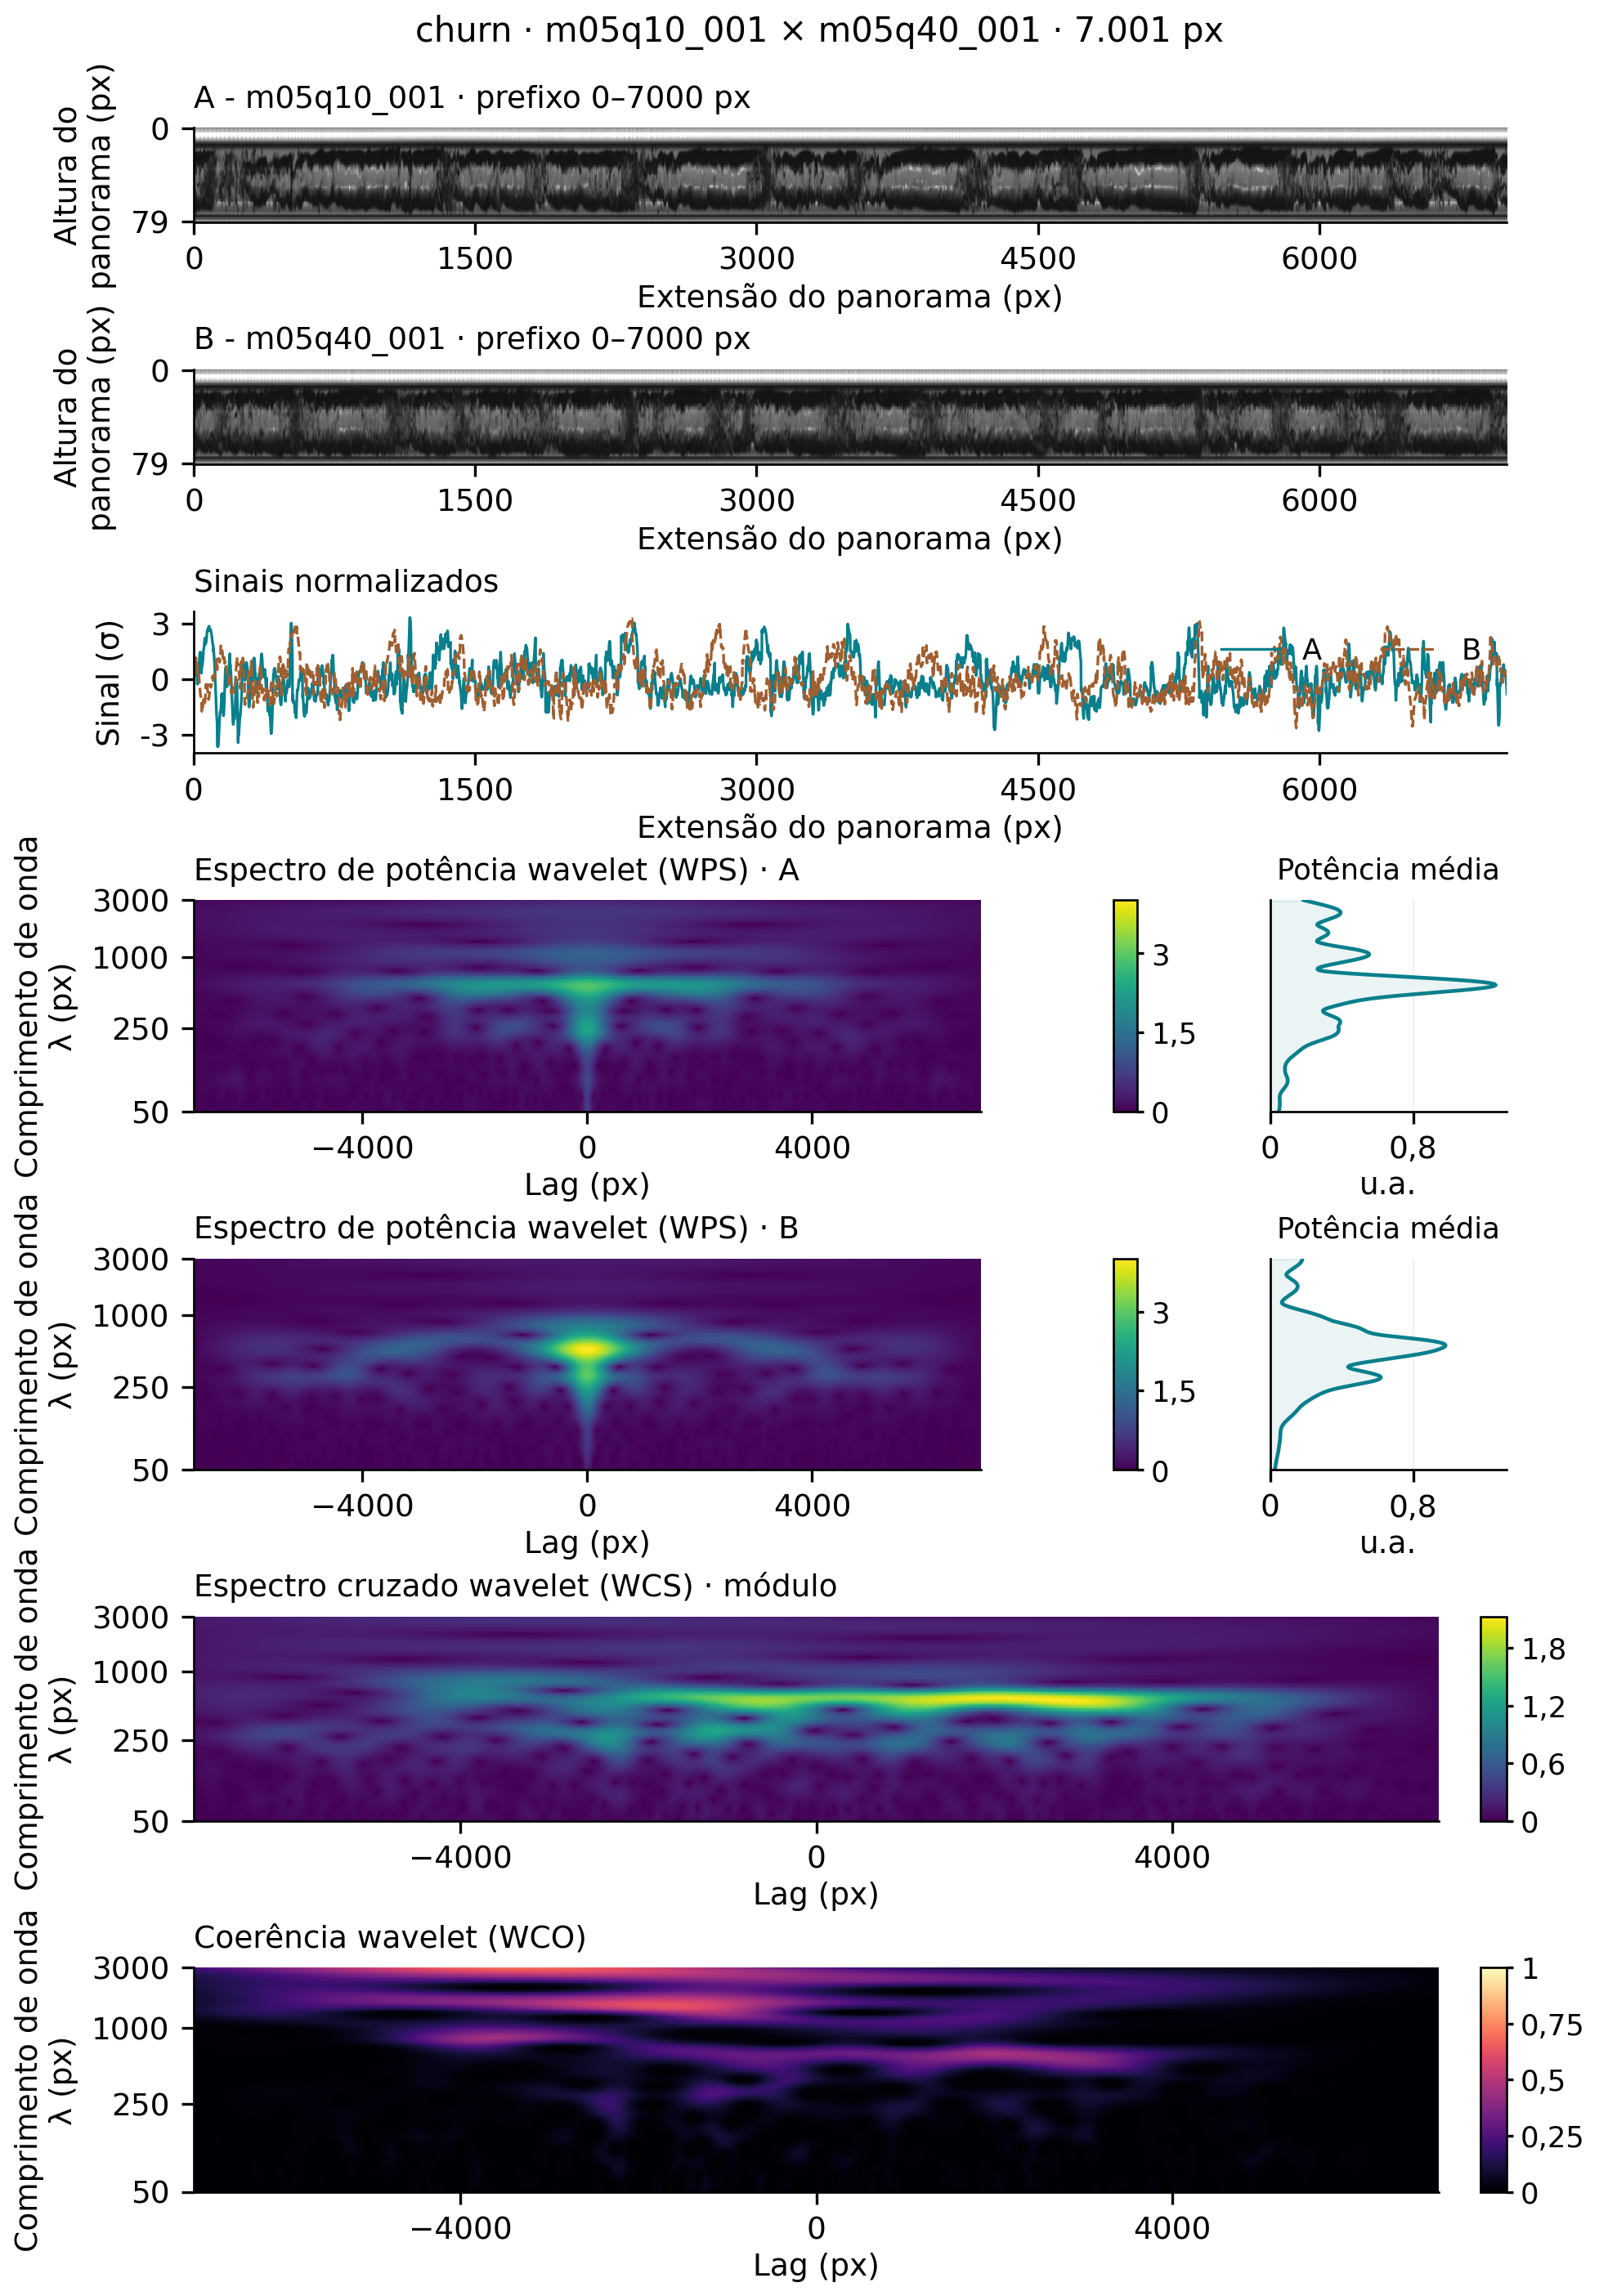 churn · m05q10_001 × m05q40_001 · 7.001 px
A - m05q10_001 · prefixo 0–7000 px
Altura do
panorama (px)
0
79
0 1500 3000 4500 6000
Extensão do panorama (px)
B - m05q40_001 · prefixo 0–7000 px
Altura do
panorama (px)
0
79
0 1500 3000 4500 6000
Extensão do panorama (px)
Sinais normalizados
Sinal (σ)
3
0
-3
A B
0 1500 3000 4500 6000
Extensão do panorama (px)
Espectro de potência wavelet (WPS) · A
Comprimento de onda
λ (px)
3000
1000
250
50
−4000 0 4000
Lag (px)
3
1,5
0
Potência média
0 0,8
u.a.
Espectro de potência wavelet (WPS) · B
Comprimento de onda
λ (px)
3000
1000
250
50
−4000 0 4000
Lag (px)
3
1,5
0
Potência média
0 0,8
u.a.
Espectro cruzado wavelet (WCS) · módulo
Comprimento de onda
λ (px)
3000
1000
250
50
−4000 0 4000
Lag (px)
1,8
1,2
0,6
0
Coerência wavelet (WCO)
Comprimento de onda
λ (px)
3000
1000
250
50
−4000 0 4000
Lag (px)
1
0,75
0,5
0,25
0